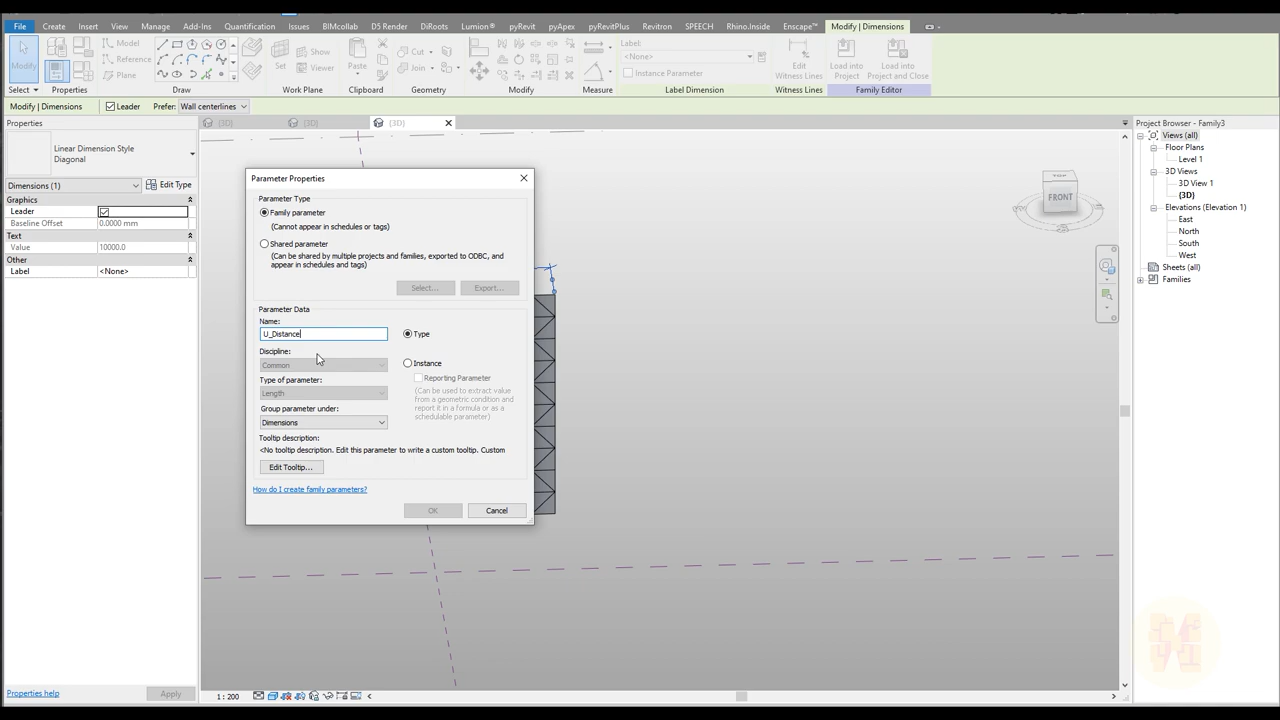 File Create Insert View Manage Add-Ins Quantification Issues BIMcollab D5 Render DiRoots Lumion® pyRevit pyApex pyRevitPlus Revitron SPEECH Rhino.Inside Enscape™ Modify | Dimensions
Modify
Model
Reference
Plane
Set
Show
Viewer
Paste
Cut
Join
Label:
<None>
Instance Parameter
Edit
Witness Lines
Load into
Project
Load into
Project and Close
Select Properties Draw Work Plane Clipboard Geometry Modify Measure Label Dimension Witness Lines Family Editor
Modify | Dimensions Leader Prefer: Wall centerlines
Properties
{3D} {3D} {3D}
Project Browser - Family3
Linear Dimension Style
Diagonal
Dimensions (1) Edit Type
Graphics
Leader
Baseline Offset 0.0000 mm
Text
Value 10000.0
Other
Label <None>
Properties help Apply
Parameter Properties
Parameter Type
Family parameter
(Cannot appear in schedules or tags)
Shared parameter
(Can be shared by multiple projects and families, exported to ODBC, and
appear in schedules and tags)
Select... Export...
Parameter Data
Name:
U_Distance
Type
Discipline:
Common
Instance
Type of parameter:
Length
Reporting Parameter
(Can be used to extract value
from a geometric condition and
report it in a formula or as a
schedulable parameter)
Group parameter under:
Dimensions
Tooltip description:
<No tooltip description. Edit this parameter to write a custom tooltip. Custom
Edit Tooltip...
How do I create family parameters?
OK Cancel
TOP
FRONT
Views (all)
Floor Plans
Level 1
3D Views
3D View 1
{3D}
Elevations (Elevation 1)
East
North
South
West
Sheets (all)
Families
1 : 200